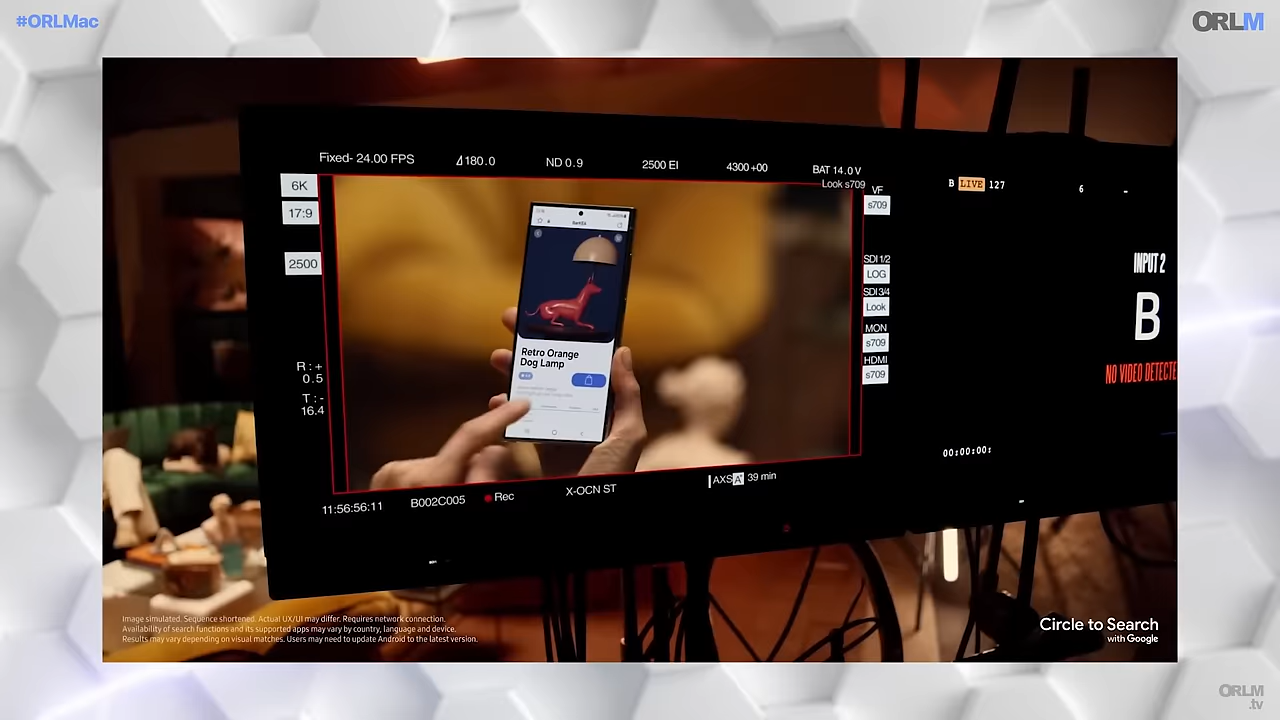 #ORLMac
ORLM
Fixed- 24.00 FPS
⊿180.0
ND 0.9
2500 EI
4300+00
BAT 14.0 V
Look s709
6K
17:9
2500
R : +
0.5
T : -
16.4
VF
s709
SDI 1/2
LOG
SDI 3/4
Look
MON
s709
HDMI
s709
B LIVE 127
6
-
INPUT 2
B
NO VIDEO DETECTE
00:00:00:
Retro Orange
Dog Lamp
11:56:56:11
B002C005
Rec
X-OCN ST
AXS A 39 min
Image simulated. Sequence shortened. Actual UX/UI may differ. Requires network connection.
Availability of search functions and its supported apps may vary by country, language and device.
Results may vary depending on visual matches. Users may need to update Android to the latest version.
Circle to Search
with Google
ORLM
.tv